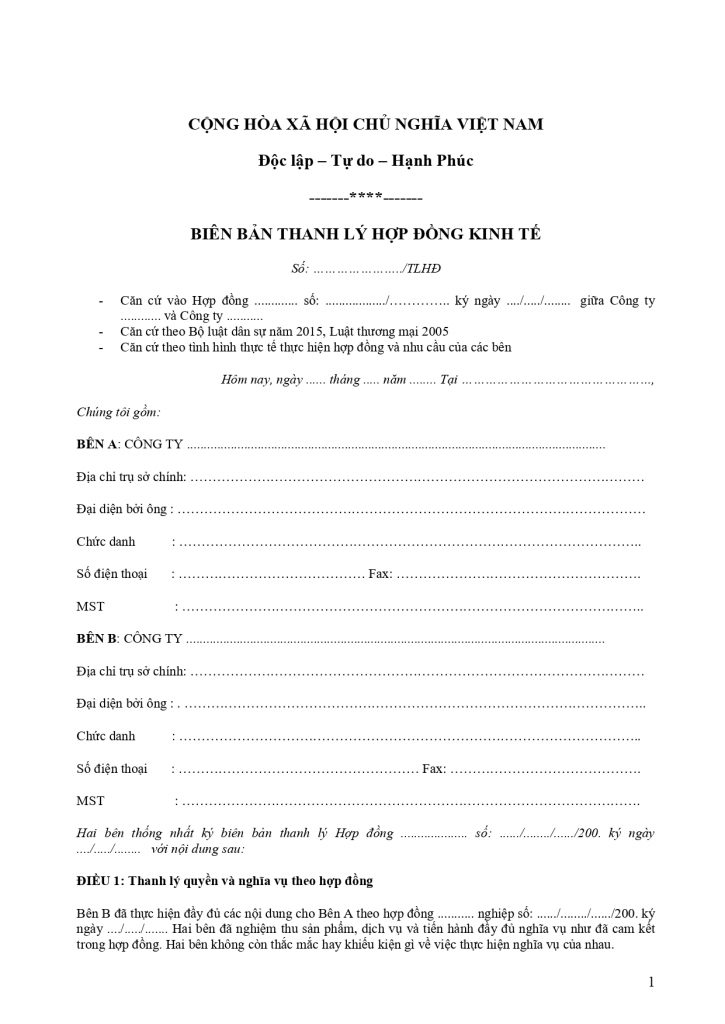 CỘNG HÒA XÃ HỘI CHỦ NGHĨA VIỆT NAM
Độc lập – Tự do – Hạnh Phúc
-------****-------
BIÊN BẢN THANH LÝ HỢP ĐỒNG KINH TẾ
Số: …………………../TLHĐ
- Căn cứ vào Hợp đồng ............. số: ................../………….. ký ngày ..../...../........ giữa Công ty
............ và Công ty ...........
- Căn cứ theo Bộ luật dân sự năm 2015, Luật thương mại 2005
- Căn cứ theo tình hình thực tế thực hiện hợp đồng và nhu cầu của các bên
Hôm nay, ngày ...... tháng ..... năm ........ Tại …………………………………………,
Chúng tôi gồm:
BÊN A: CÔNG TY ............................................................................................................................
Địa chỉ trụ sở chính: …………………………………………………………………………………………
Đại diện bởi ông : ……………………………………………………………………………………………
Chức danh : ……………………………………………………………………………………………..
Số điện thoại : …………………………………… Fax: ……………………………………………….
MST : …………………………………………………………………………………………….
BÊN B: CÔNG TY ............................................................................................................................
Địa chỉ trụ sở chính: …………………………………………………………………………………………
Đại diện bởi ông : . ……………………………………………………………………………………………..
Chức danh : ……………………………………………………………………………………………..
Số điện thoại : ………………………………………………. Fax: …………………………………….
MST : …………………………………………………………………………………………….
Hai bên thống nhất ký biên bản thanh lý Hợp đồng .................... số: ....../......../....../200. ký ngày
..../...../........ với nội dung sau:
ĐIỀU 1: Thanh lý quyền và nghĩa vụ theo hợp đồng
Bên B đã thực hiện đầy đủ các nội dung cho Bên A theo hợp đồng ........... nghiệp số: ....../......../....../200. ký
ngày ..../...../....... Hai bên đã nghiệm thu sản phẩm, dịch vụ và tiến hành đầy đủ nghĩa vụ như đã cam kết
trong hợp đồng. Hai bên không còn thắc mắc hay khiếu kiện gì về việc thực hiện nghĩa vụ của nhau.
1